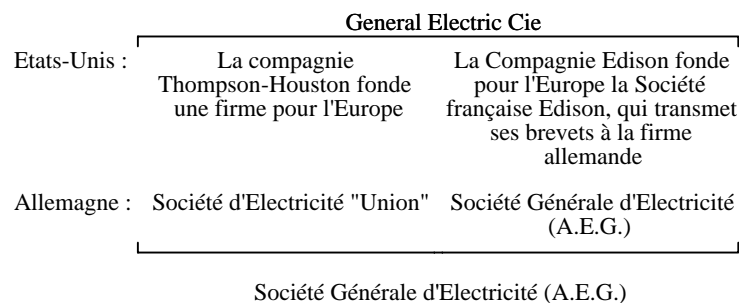 General Electric Cie
Etats-Unis :
La compagnie
Thompson-Houston fonde
une firme pour l'Europe
La Compagnie Edison fonde
pour l'Europe la Société
française Edison, qui transmet
ses brevets à la firme
allemande
Allemagne :
Société d'Electricité "Union"
Société Générale d'Electricité
(A.E.G.)
Société Générale d'Electricité (A.E.G.)